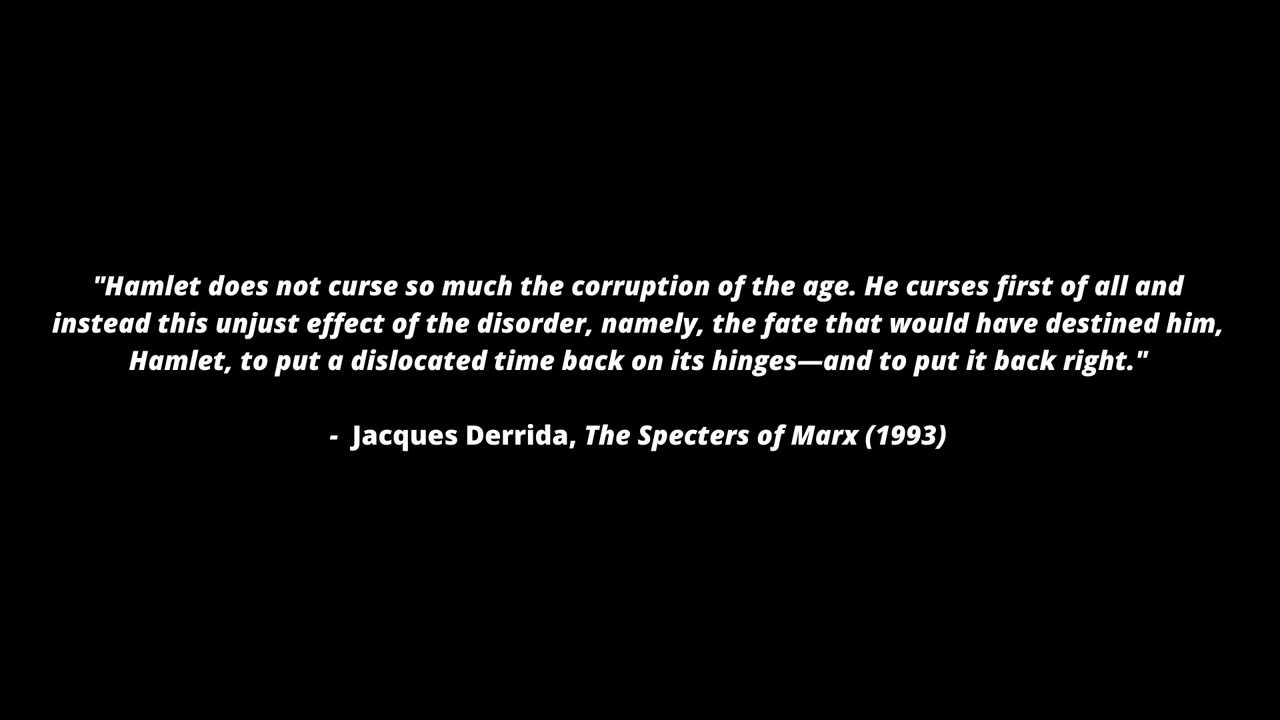 "Hamlet does not curse so much the corruption of the age. He curses first of all and
instead this unjust effect of the disorder, namely, the fate that would have destined him,
Hamlet, to put a dislocated time back on its hinges—and to put it back right."
- Jacques Derrida, The Specters of Marx (1993)